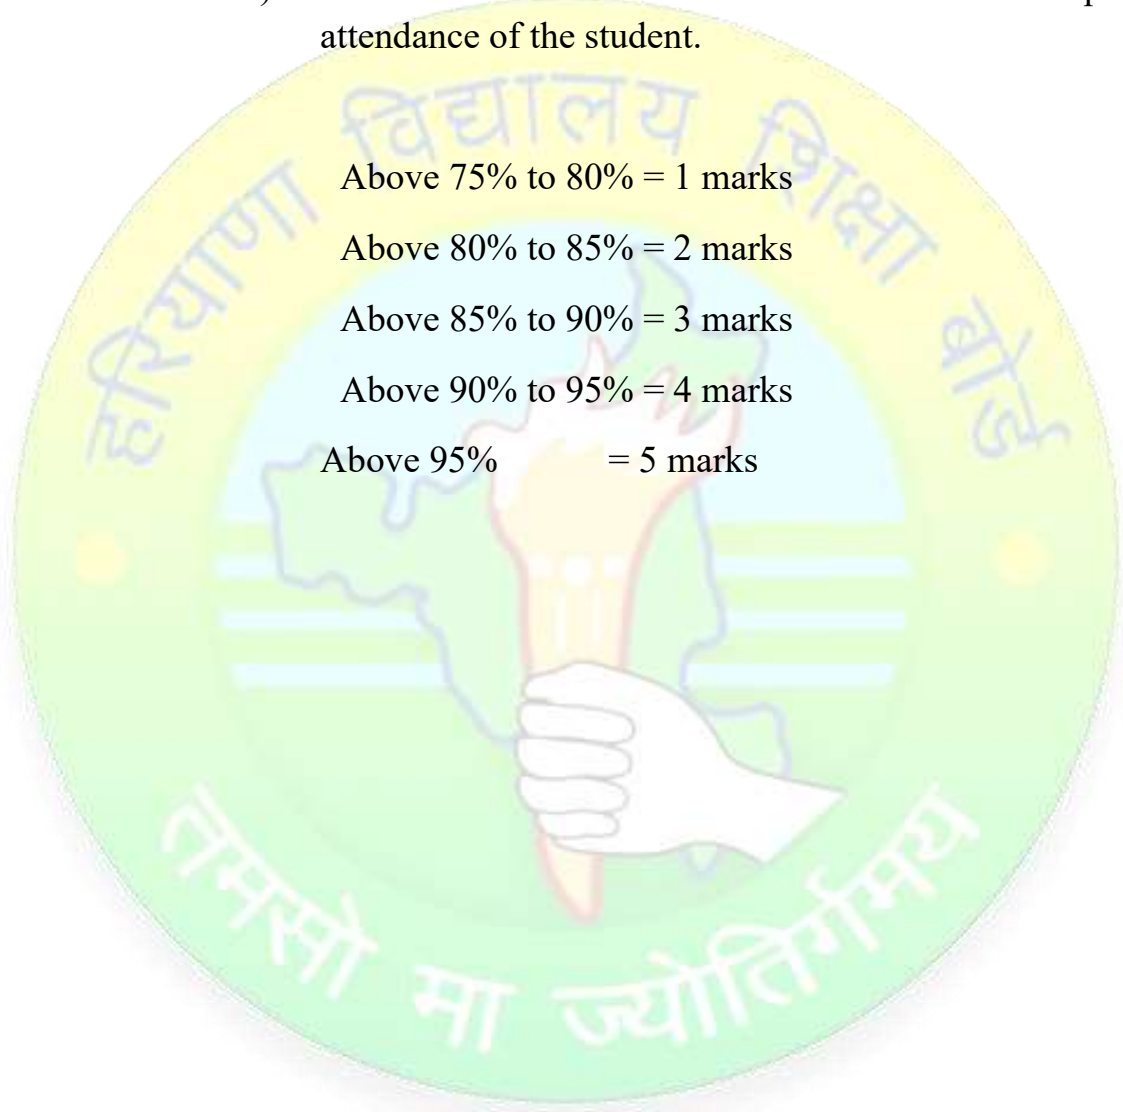 attendance of the student.
हरियाणा विद्यालय शिक्षा बोर्ड
Above 75% to 80% = 1 marks
Above 80% to 85% = 2 marks
Above 85% to 90% = 3 marks
Above 90% to 95% = 4 marks
Above 95% = 5 marks
तमसो मा ज्योतिर्गमय